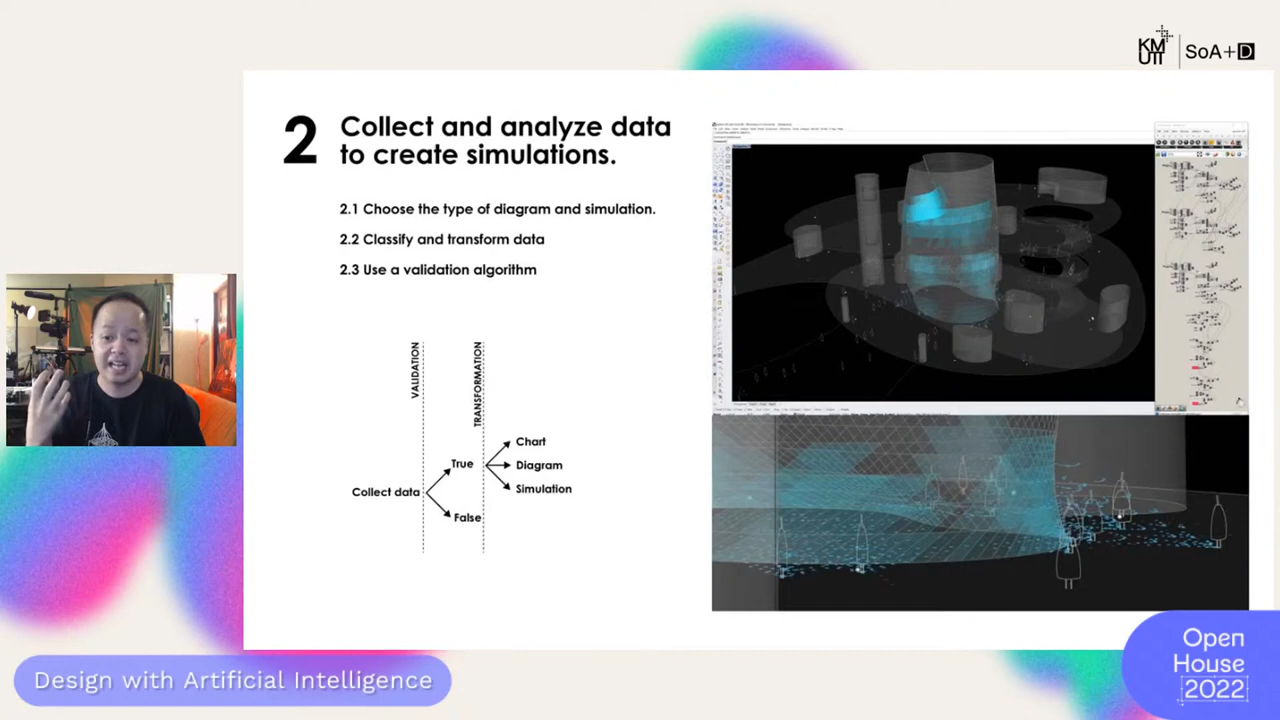 KM
UTT
SoA+D
2
Collect and analyze data
to create simulations.
2.1 Choose the type of diagram and simulation.
2.2 Classify and transform data
2.3 Use a validation algorithm
VALIDATION
TRANSFORMATION
Collect data
True
False
Chart
Diagram
Simulation
Design with Artificial Intelligence
Open
House
2022